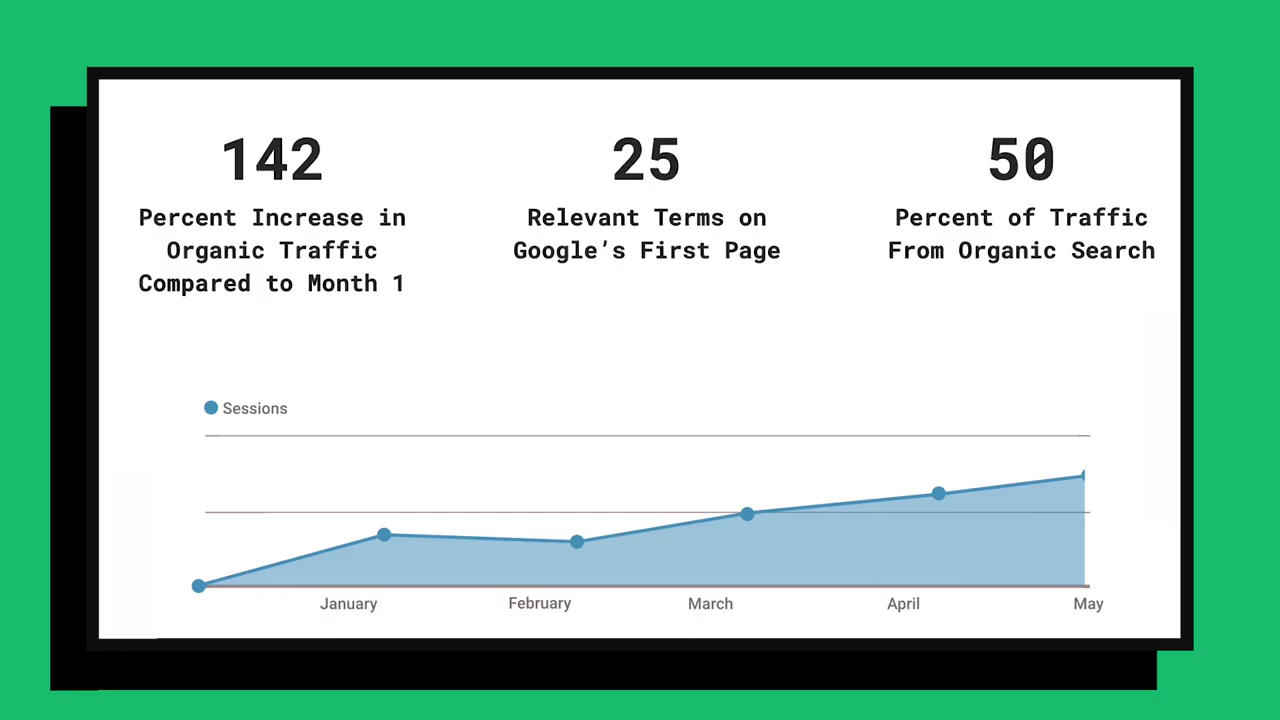 142
Percent Increase in
Organic Traffic
Compared to Month 1
25
Relevant Terms on
Google’s First Page
50
Percent of Traffic
From Organic Search
Sessions
January
February
March
April
May